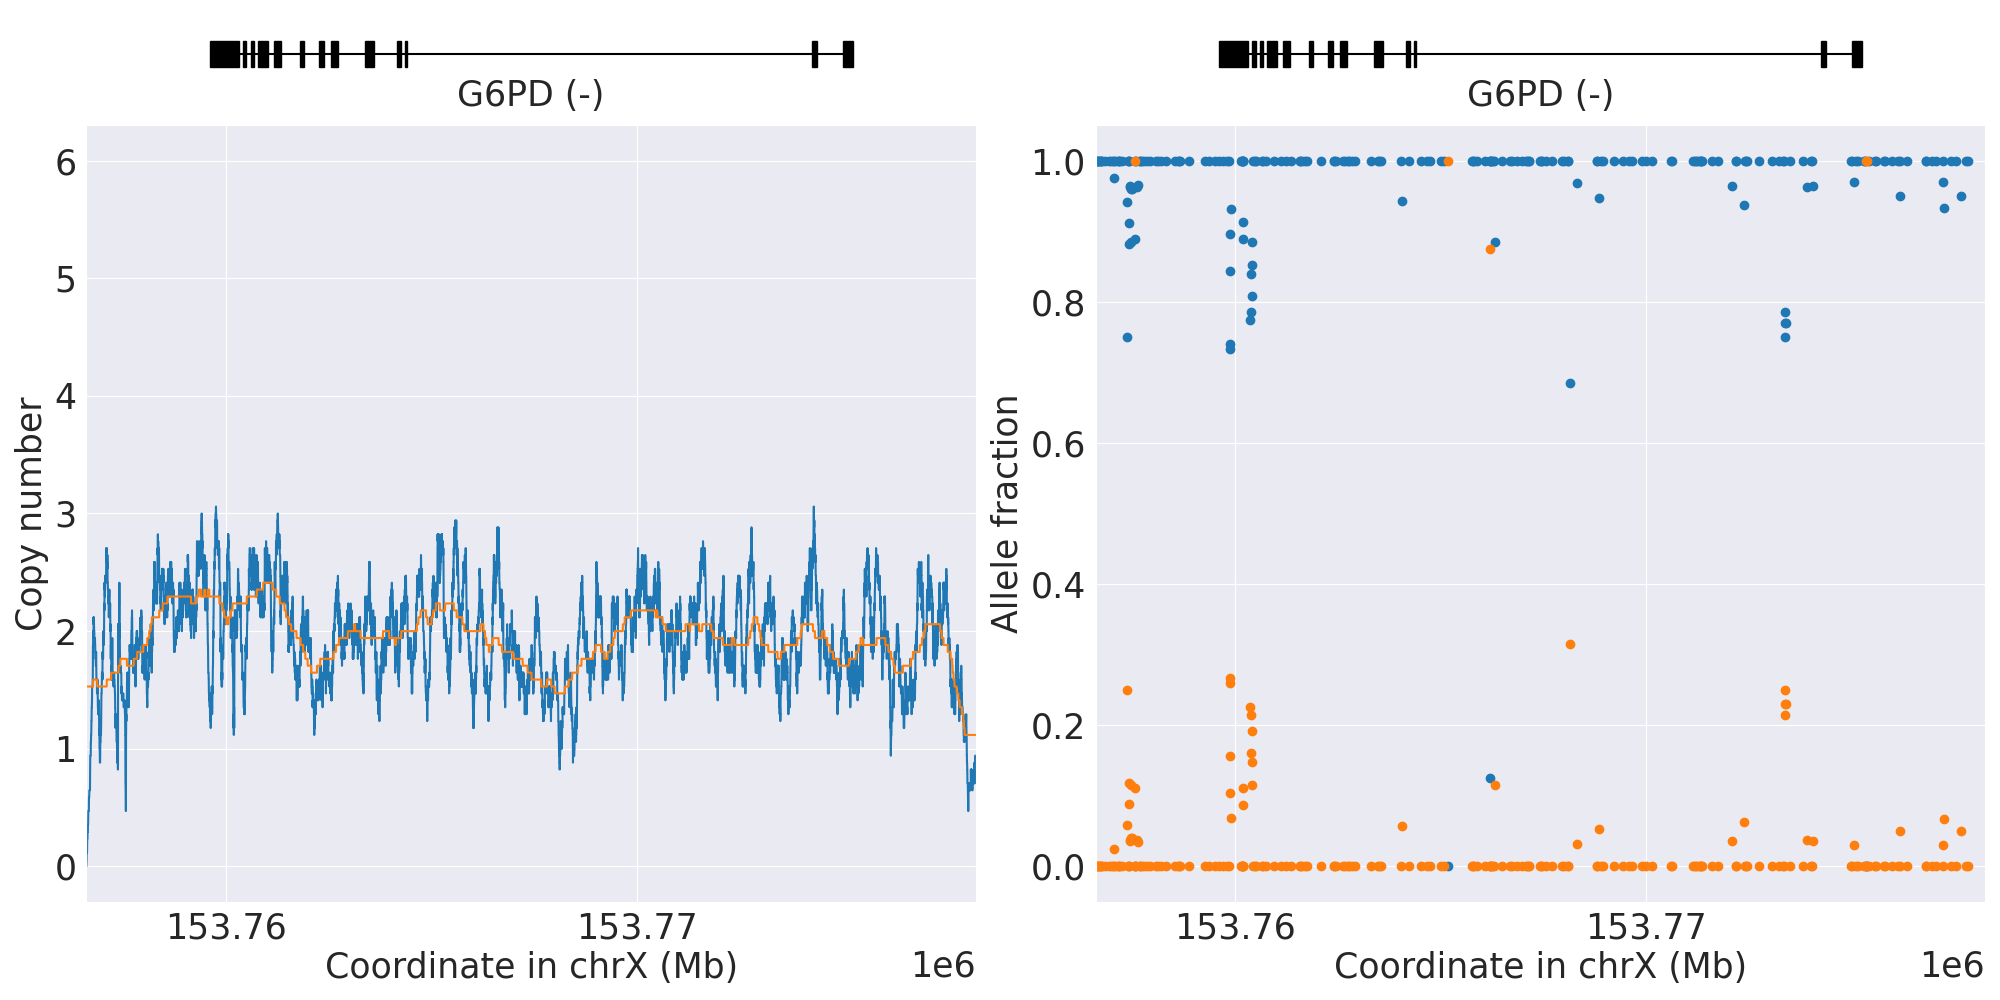 G6PD (-)
6
5
4
3
2
1
0
Copy number
153.76
153.77
Coordinate in chrX (Mb)
1e6
G6PD (-)
1.0
0.8
0.6
0.4
0.2
0.0
Allele fraction
153.76
153.77
Coordinate in chrX (Mb)
1e6